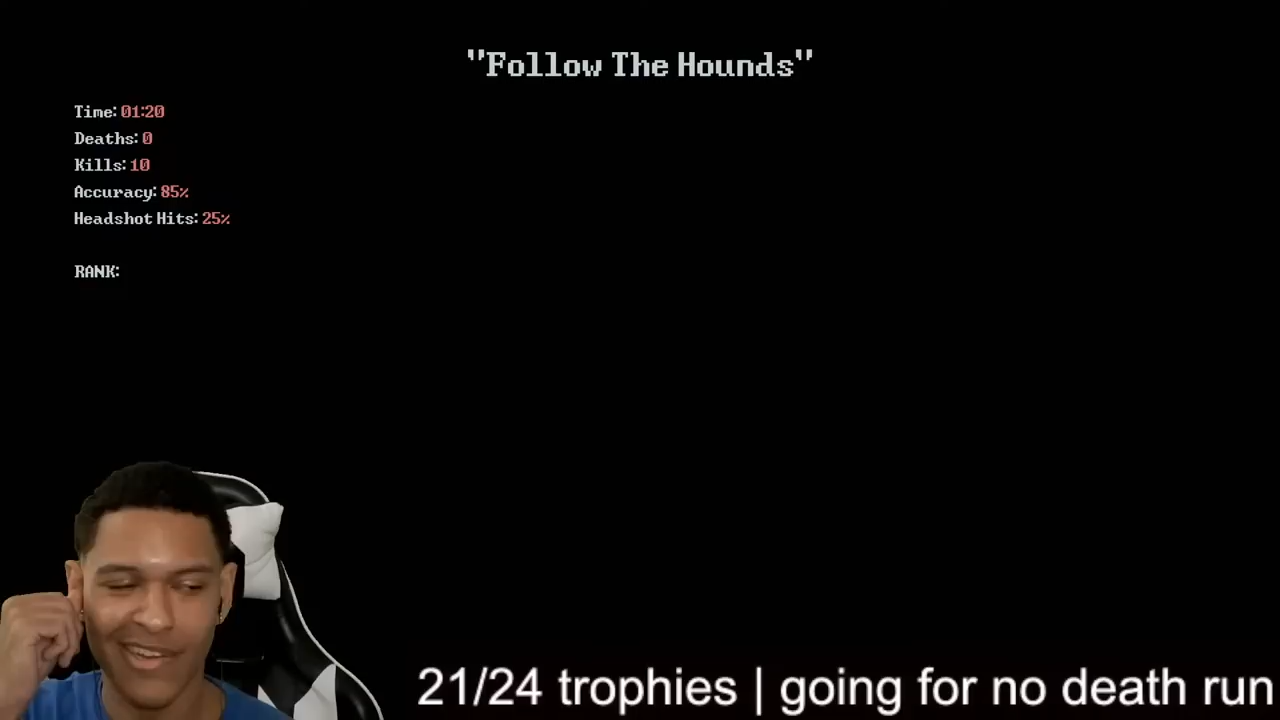 "Follow The Hounds"
Time: 01:20
Deaths: 0
Kills: 10
Accuracy: 85%
Headshot Hits: 25%
RANK:
21/24 trophies | going for no death run